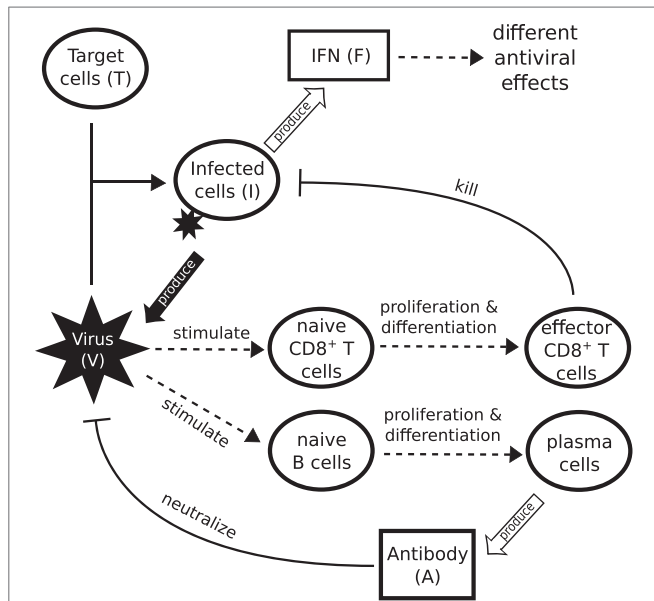 Target
cells (T)
IFN (F)
different
antiviral
effects
produce
Infected
cells (I)
kill
produce
Virus
(V)
stimulate
naive
CD8⁺ T
cells
proliferation &
differentiation
effector
CD8⁺ T
cells
stimulate
naive
B cells
proliferation &
differentiation
plasma
cells
produce
neutralize
Antibody
(A)